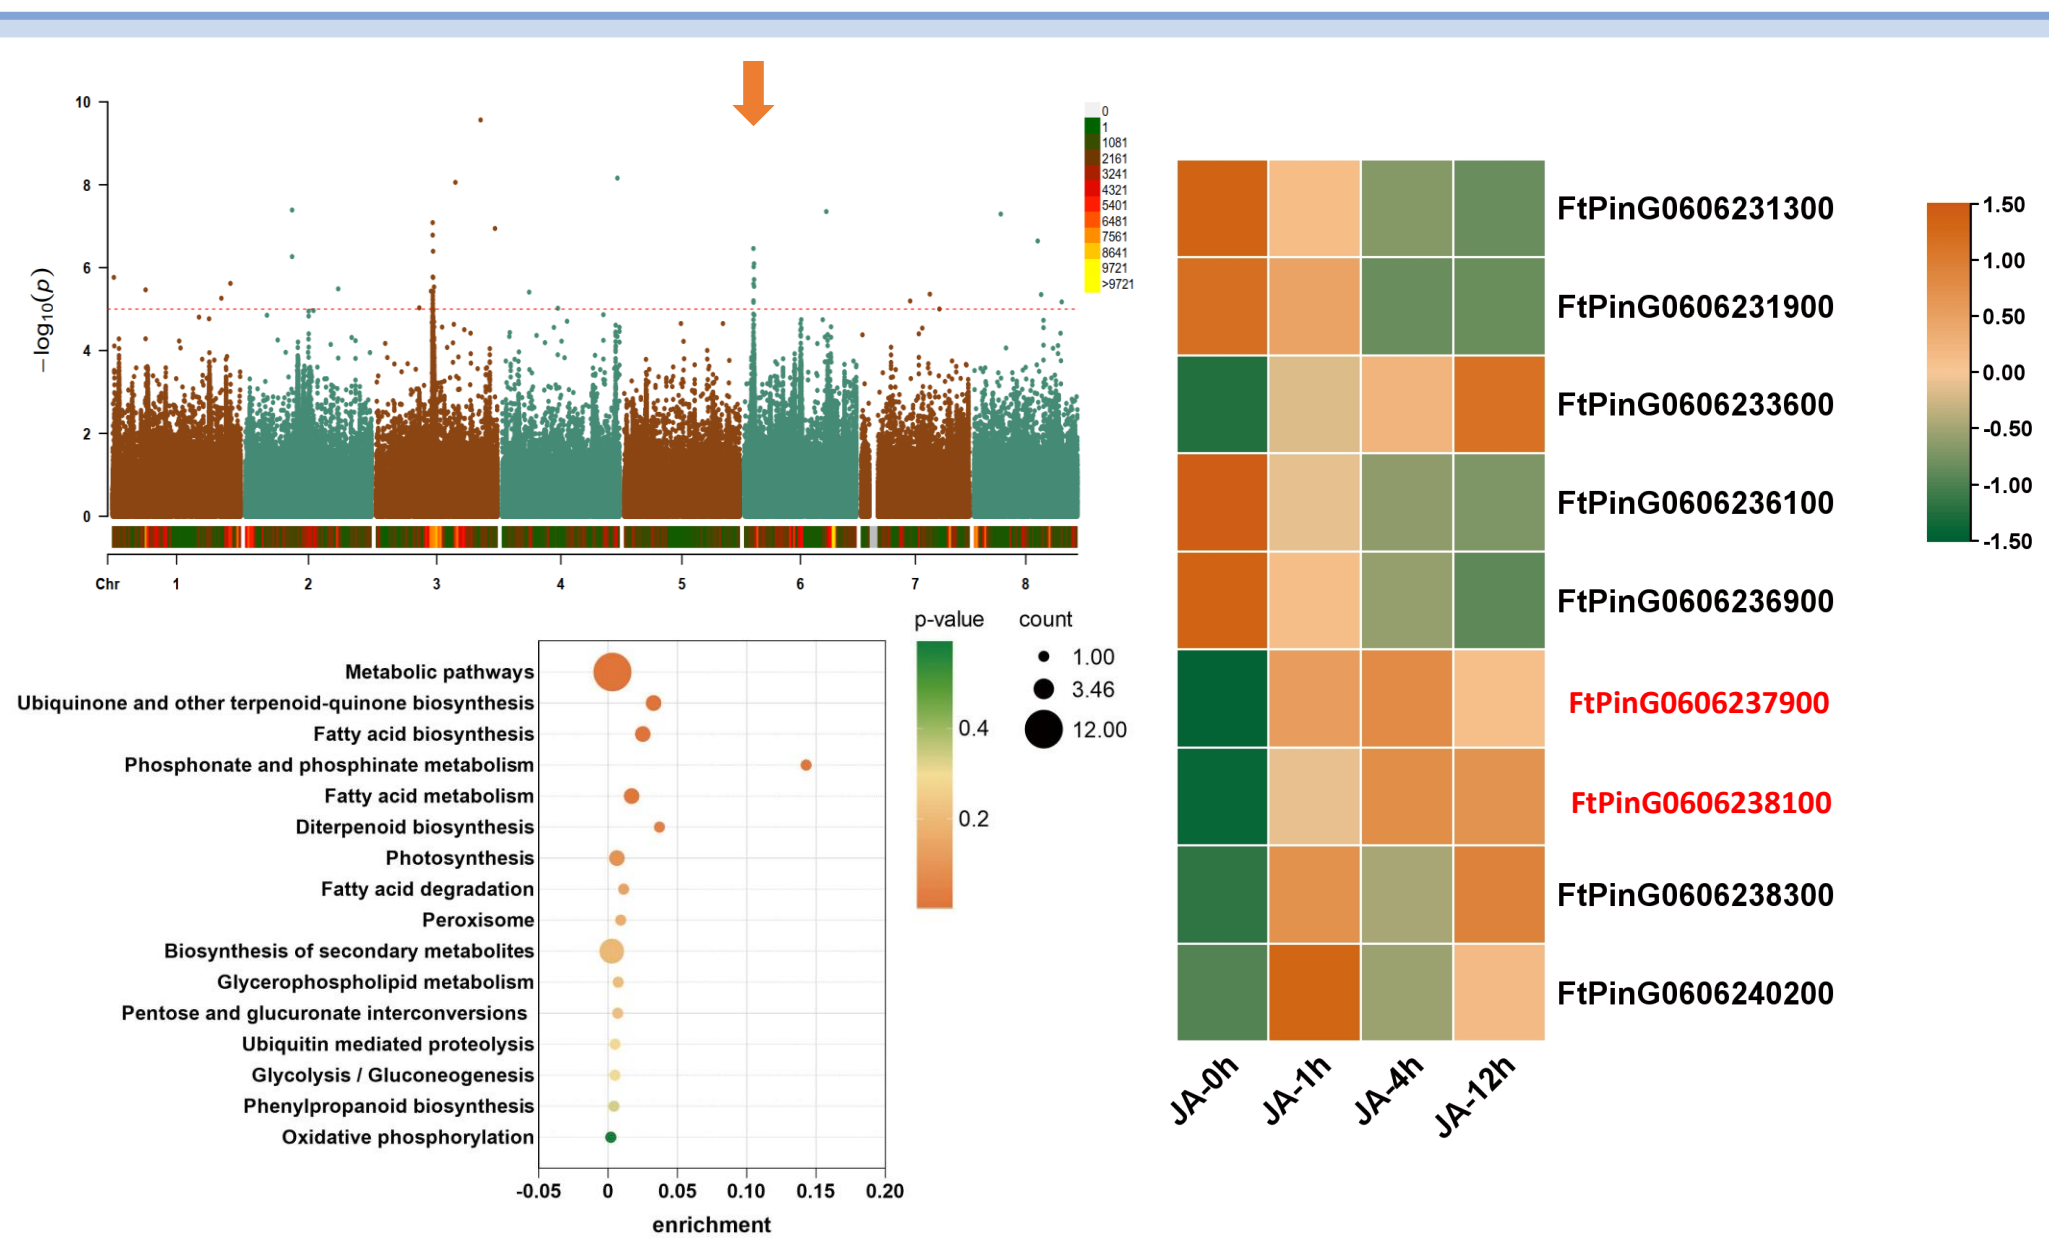 10
8
6
4
2
0
−log₁₀(p)
Chr 1 2 3 4 5 6 7 8
0
1
1081
2161
3241
4321
5401
6481
7561
8641
9721
>9721
p-value
0.4
0.2
count
1.00
3.46
12.00
Metabolic pathways
Ubiquinone and other terpenoid-quinone biosynthesis
Fatty acid biosynthesis
Phosphonate and phosphinate metabolism
Fatty acid metabolism
Diterpenoid biosynthesis
Photosynthesis
Fatty acid degradation
Peroxisome
Biosynthesis of secondary metabolites
Glycerophospholipid metabolism
Pentose and glucuronate interconversions
Ubiquitin mediated proteolysis
Glycolysis / Gluconeogenesis
Phenylpropanoid biosynthesis
Oxidative phosphorylation
-0.05 0 0.05 0.10 0.15 0.20
enrichment
FtPinG0606231300
FtPinG0606231900
FtPinG0606233600
FtPinG0606236100
FtPinG0606236900
FtPinG0606237900
FtPinG0606238100
FtPinG0606238300
FtPinG0606240200
JA-0h JA-1h JA-4h JA-12h
1.50
1.00
0.50
0.00
-0.50
-1.00
-1.50